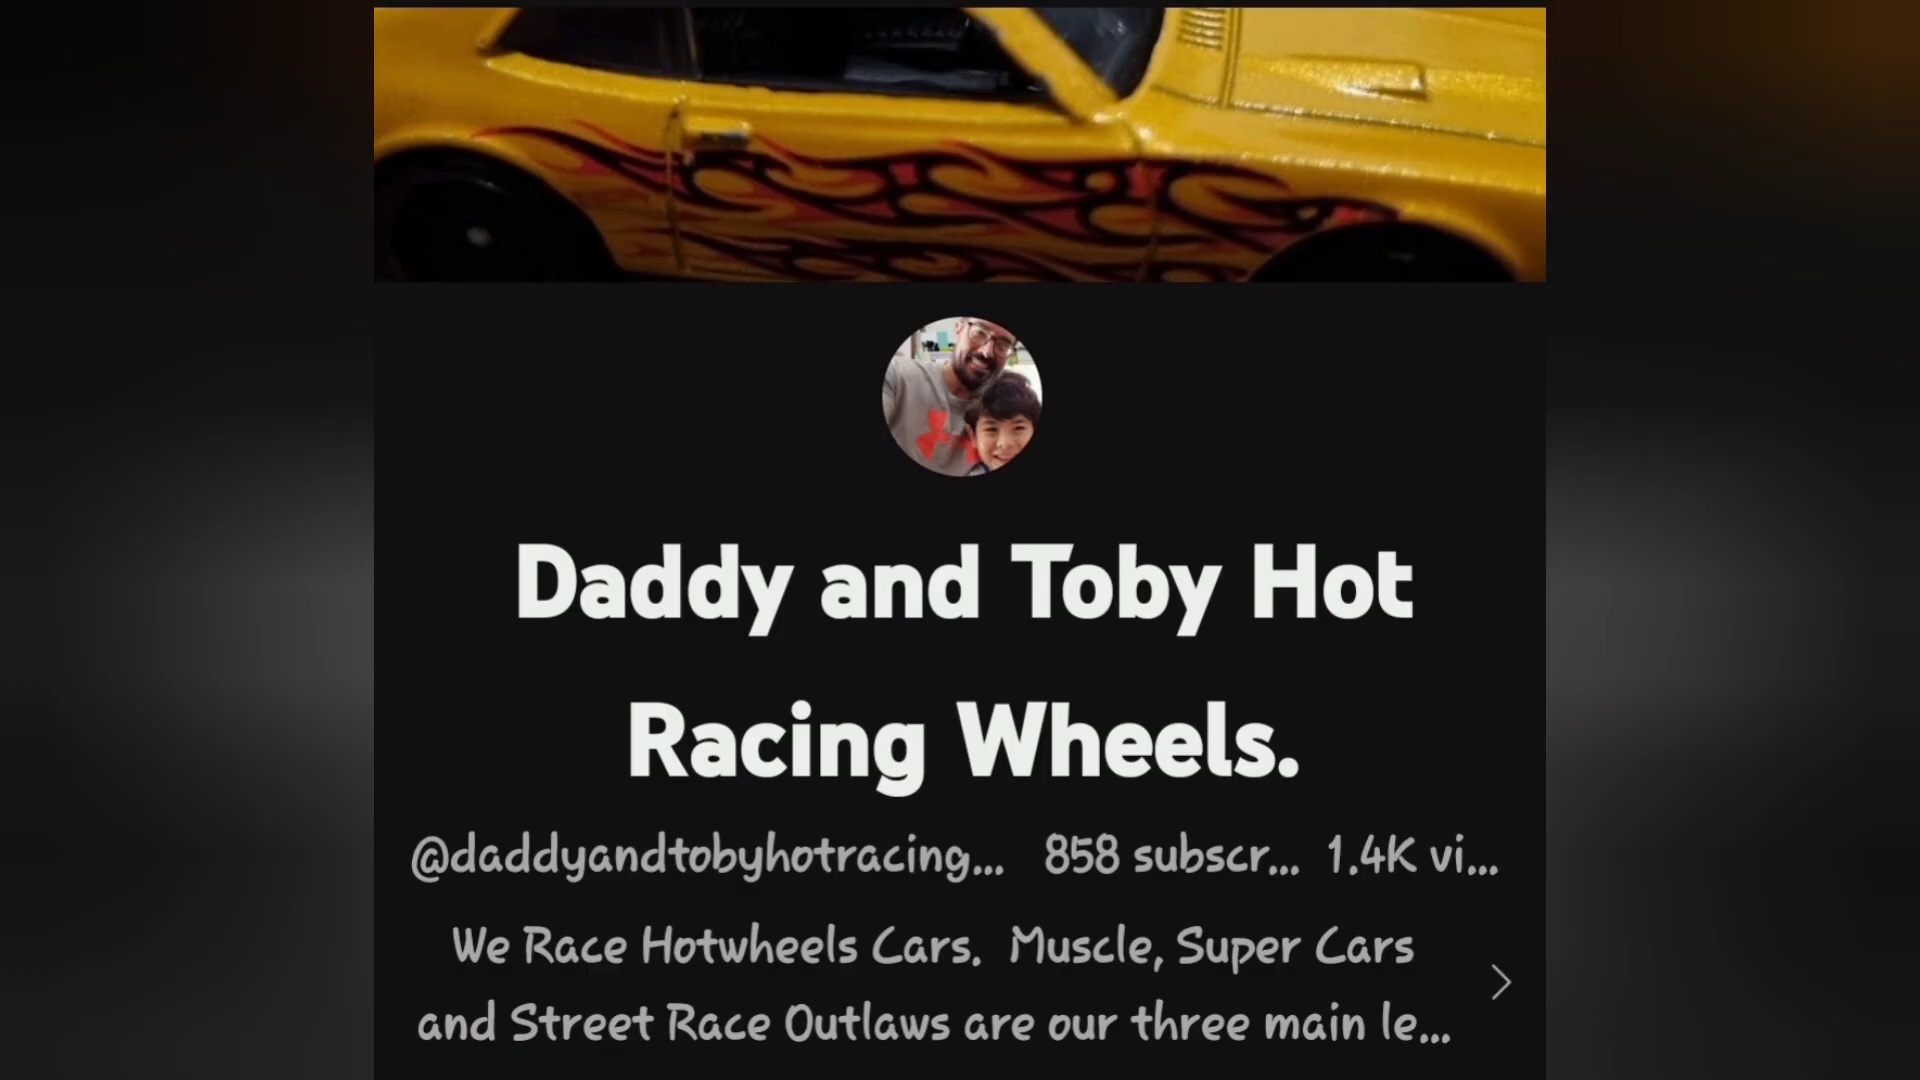 Daddy and Toby Hot
Racing Wheels.
@daddyandtobyhotracing... 858 subscr... 1.4K vi...
We Race Hotwheels Cars. Muscle, Super Cars
and Street Race Outlaws are our three main le...